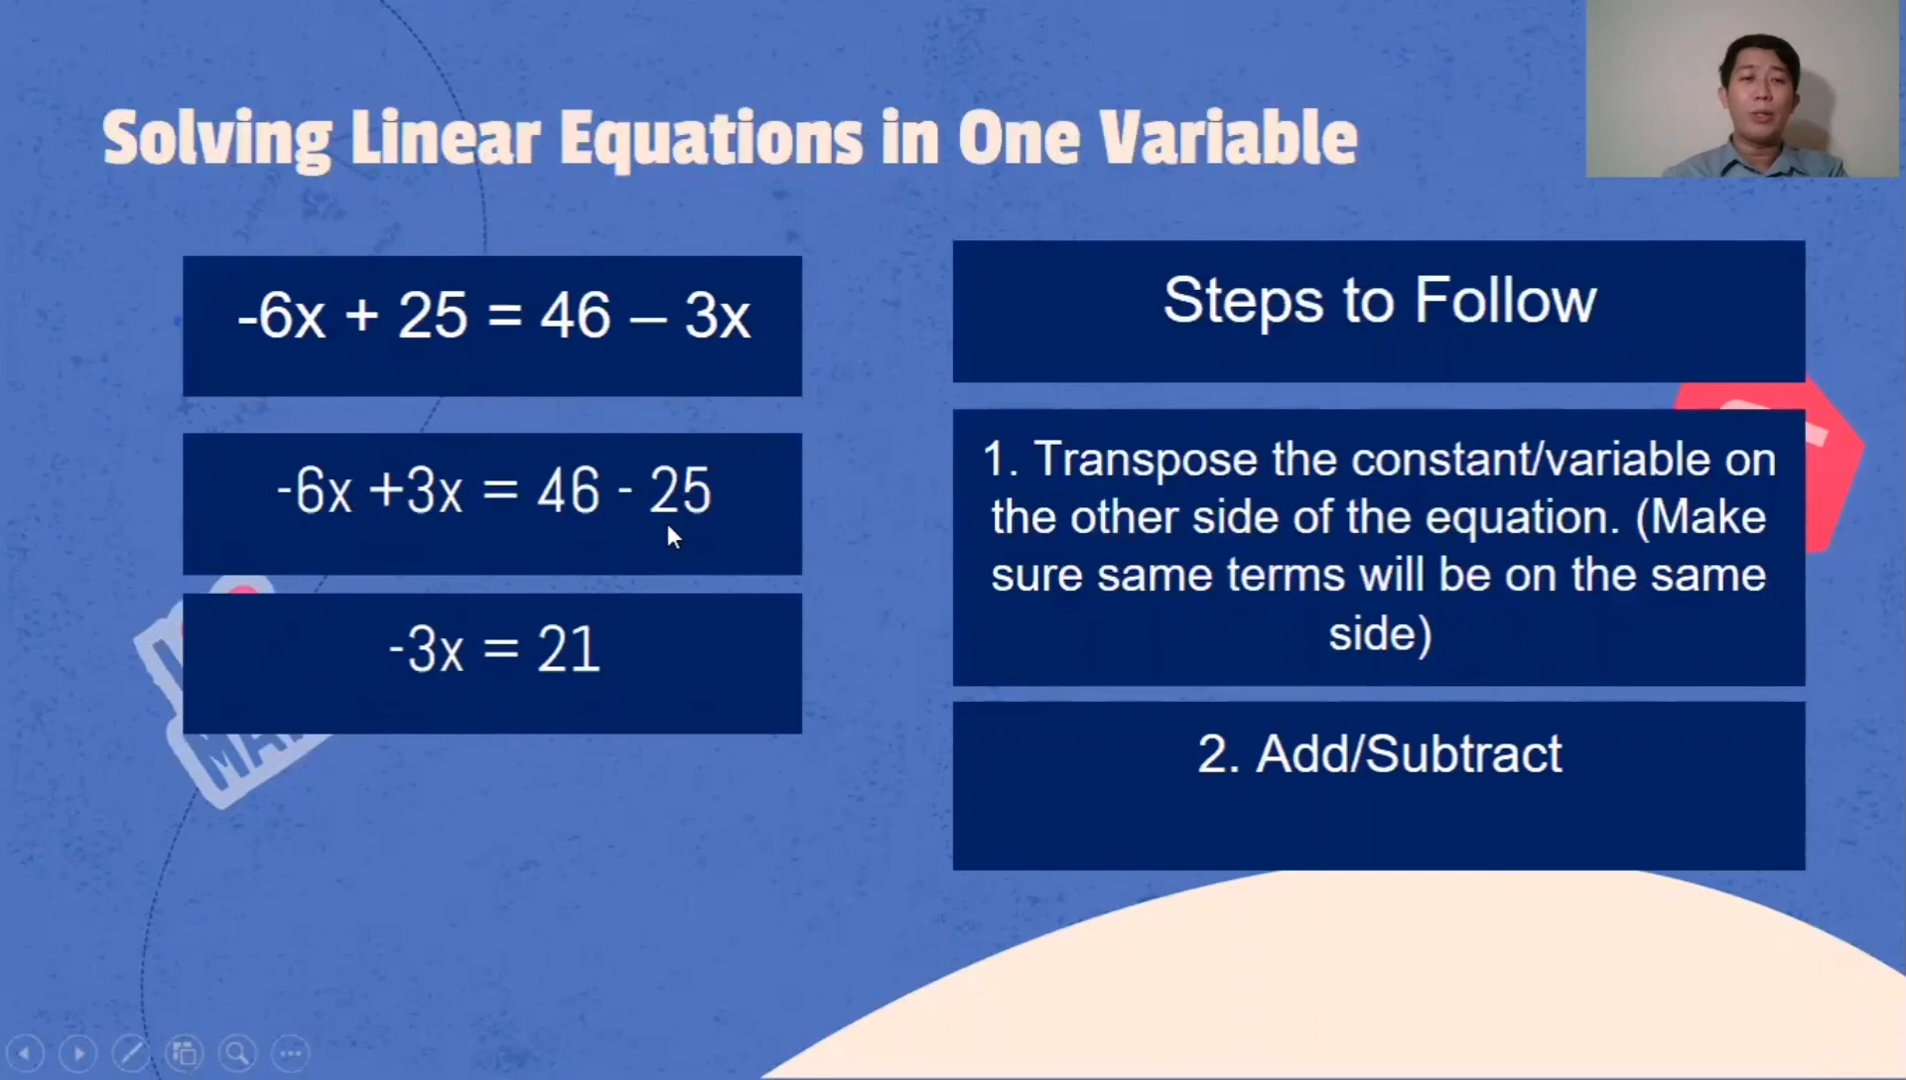 Solving Linear Equations in One Variable
-6x + 25 = 46 – 3x
-6x +3x = 46 - 25
-3x = 21
Steps to Follow
1. Transpose the constant/variable on
the other side of the equation. (Make
sure same terms will be on the same
side)
2. Add/Subtract